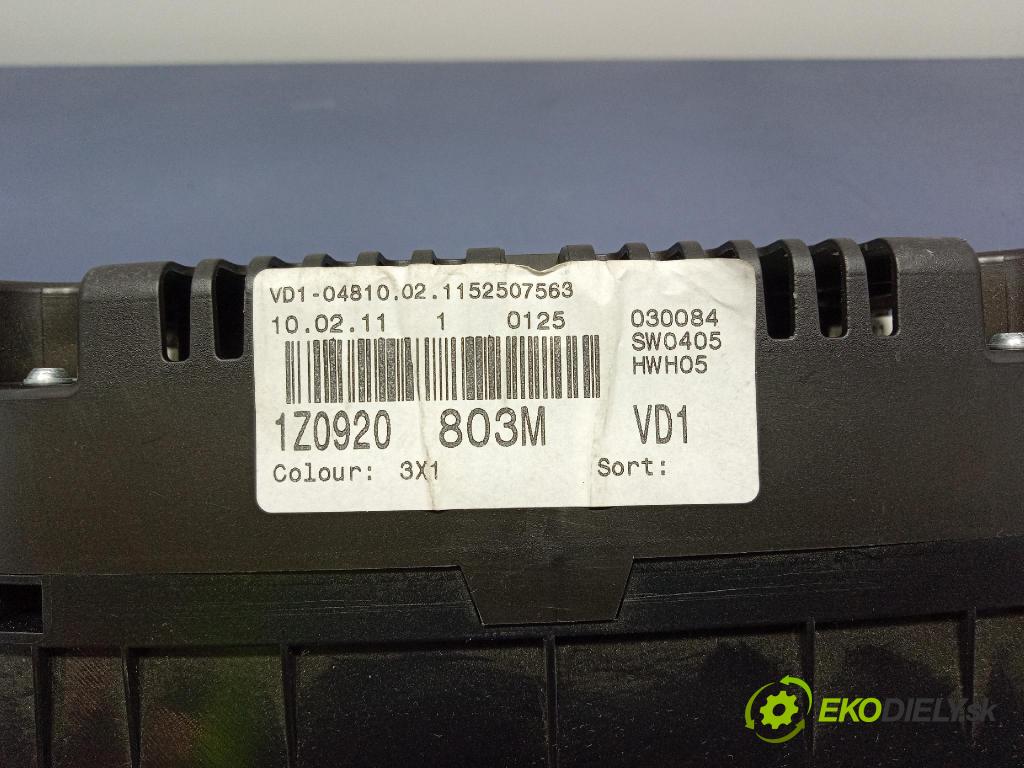 VD1-04810.02.1152507563
10.02.11 1 0125 030084
SW0405
HWH05
1Z0920 803M VD1
Colour: 3X1 Sort:
EKODIELY.sk